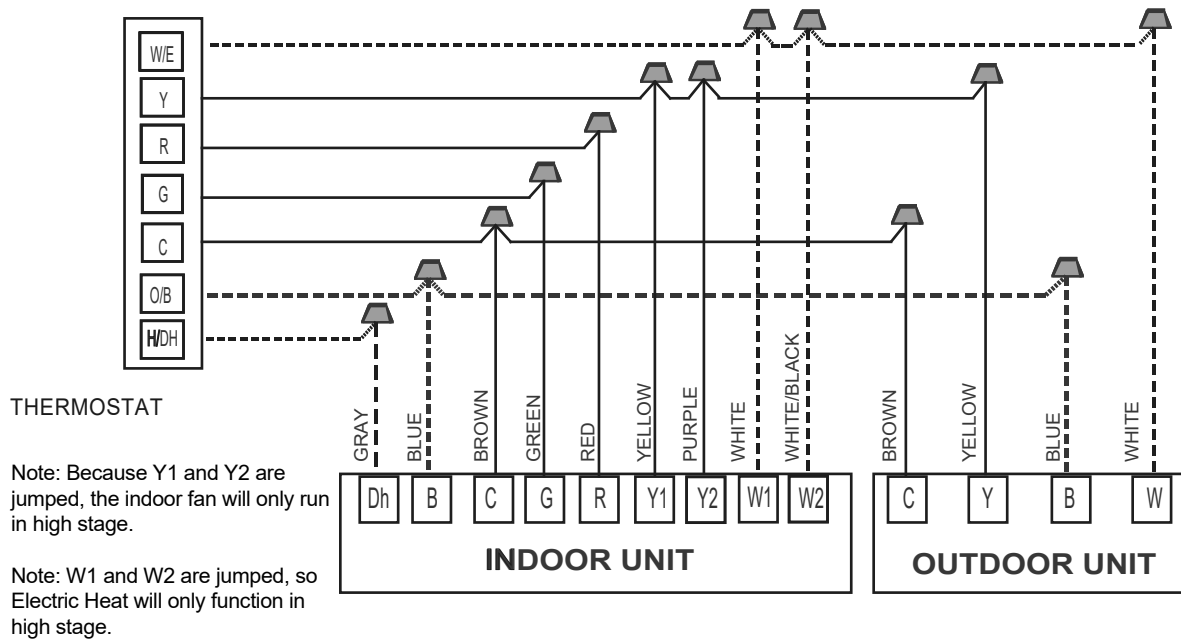 W/E
Y
R
G
C
O/B
H/DH
THERMOSTAT
Note: Because Y1 and Y2 are
jumped, the indoor fan will only run
in high stage.
Note: W1 and W2 are jumped, so
Electric Heat will only function in
high stage.
GRAY
BLUE
BROWN
GREEN
RED
YELLOW
PURPLE
WHITE
WHITE/BLACK
BROWN
YELLOW
BLUE
WHITE
Dh B C G R Y1 Y2 W1 W2
INDOOR UNIT
C Y B W
OUTDOOR UNIT